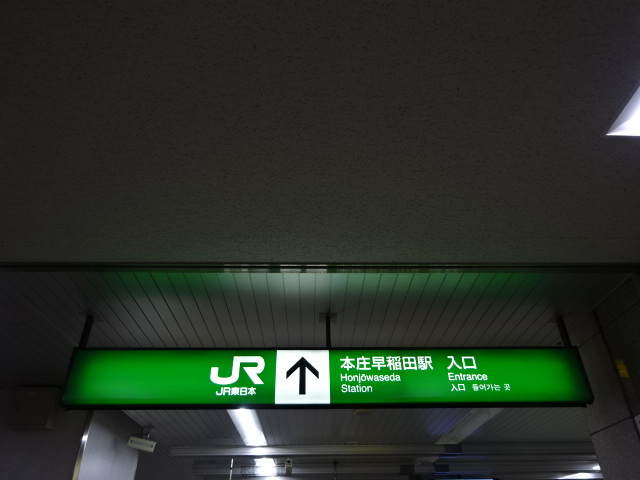 JR
JR東日本
本庄早稲田駅 入口
Honjōwaseda Entrance
Station 入口 들어가는 곳